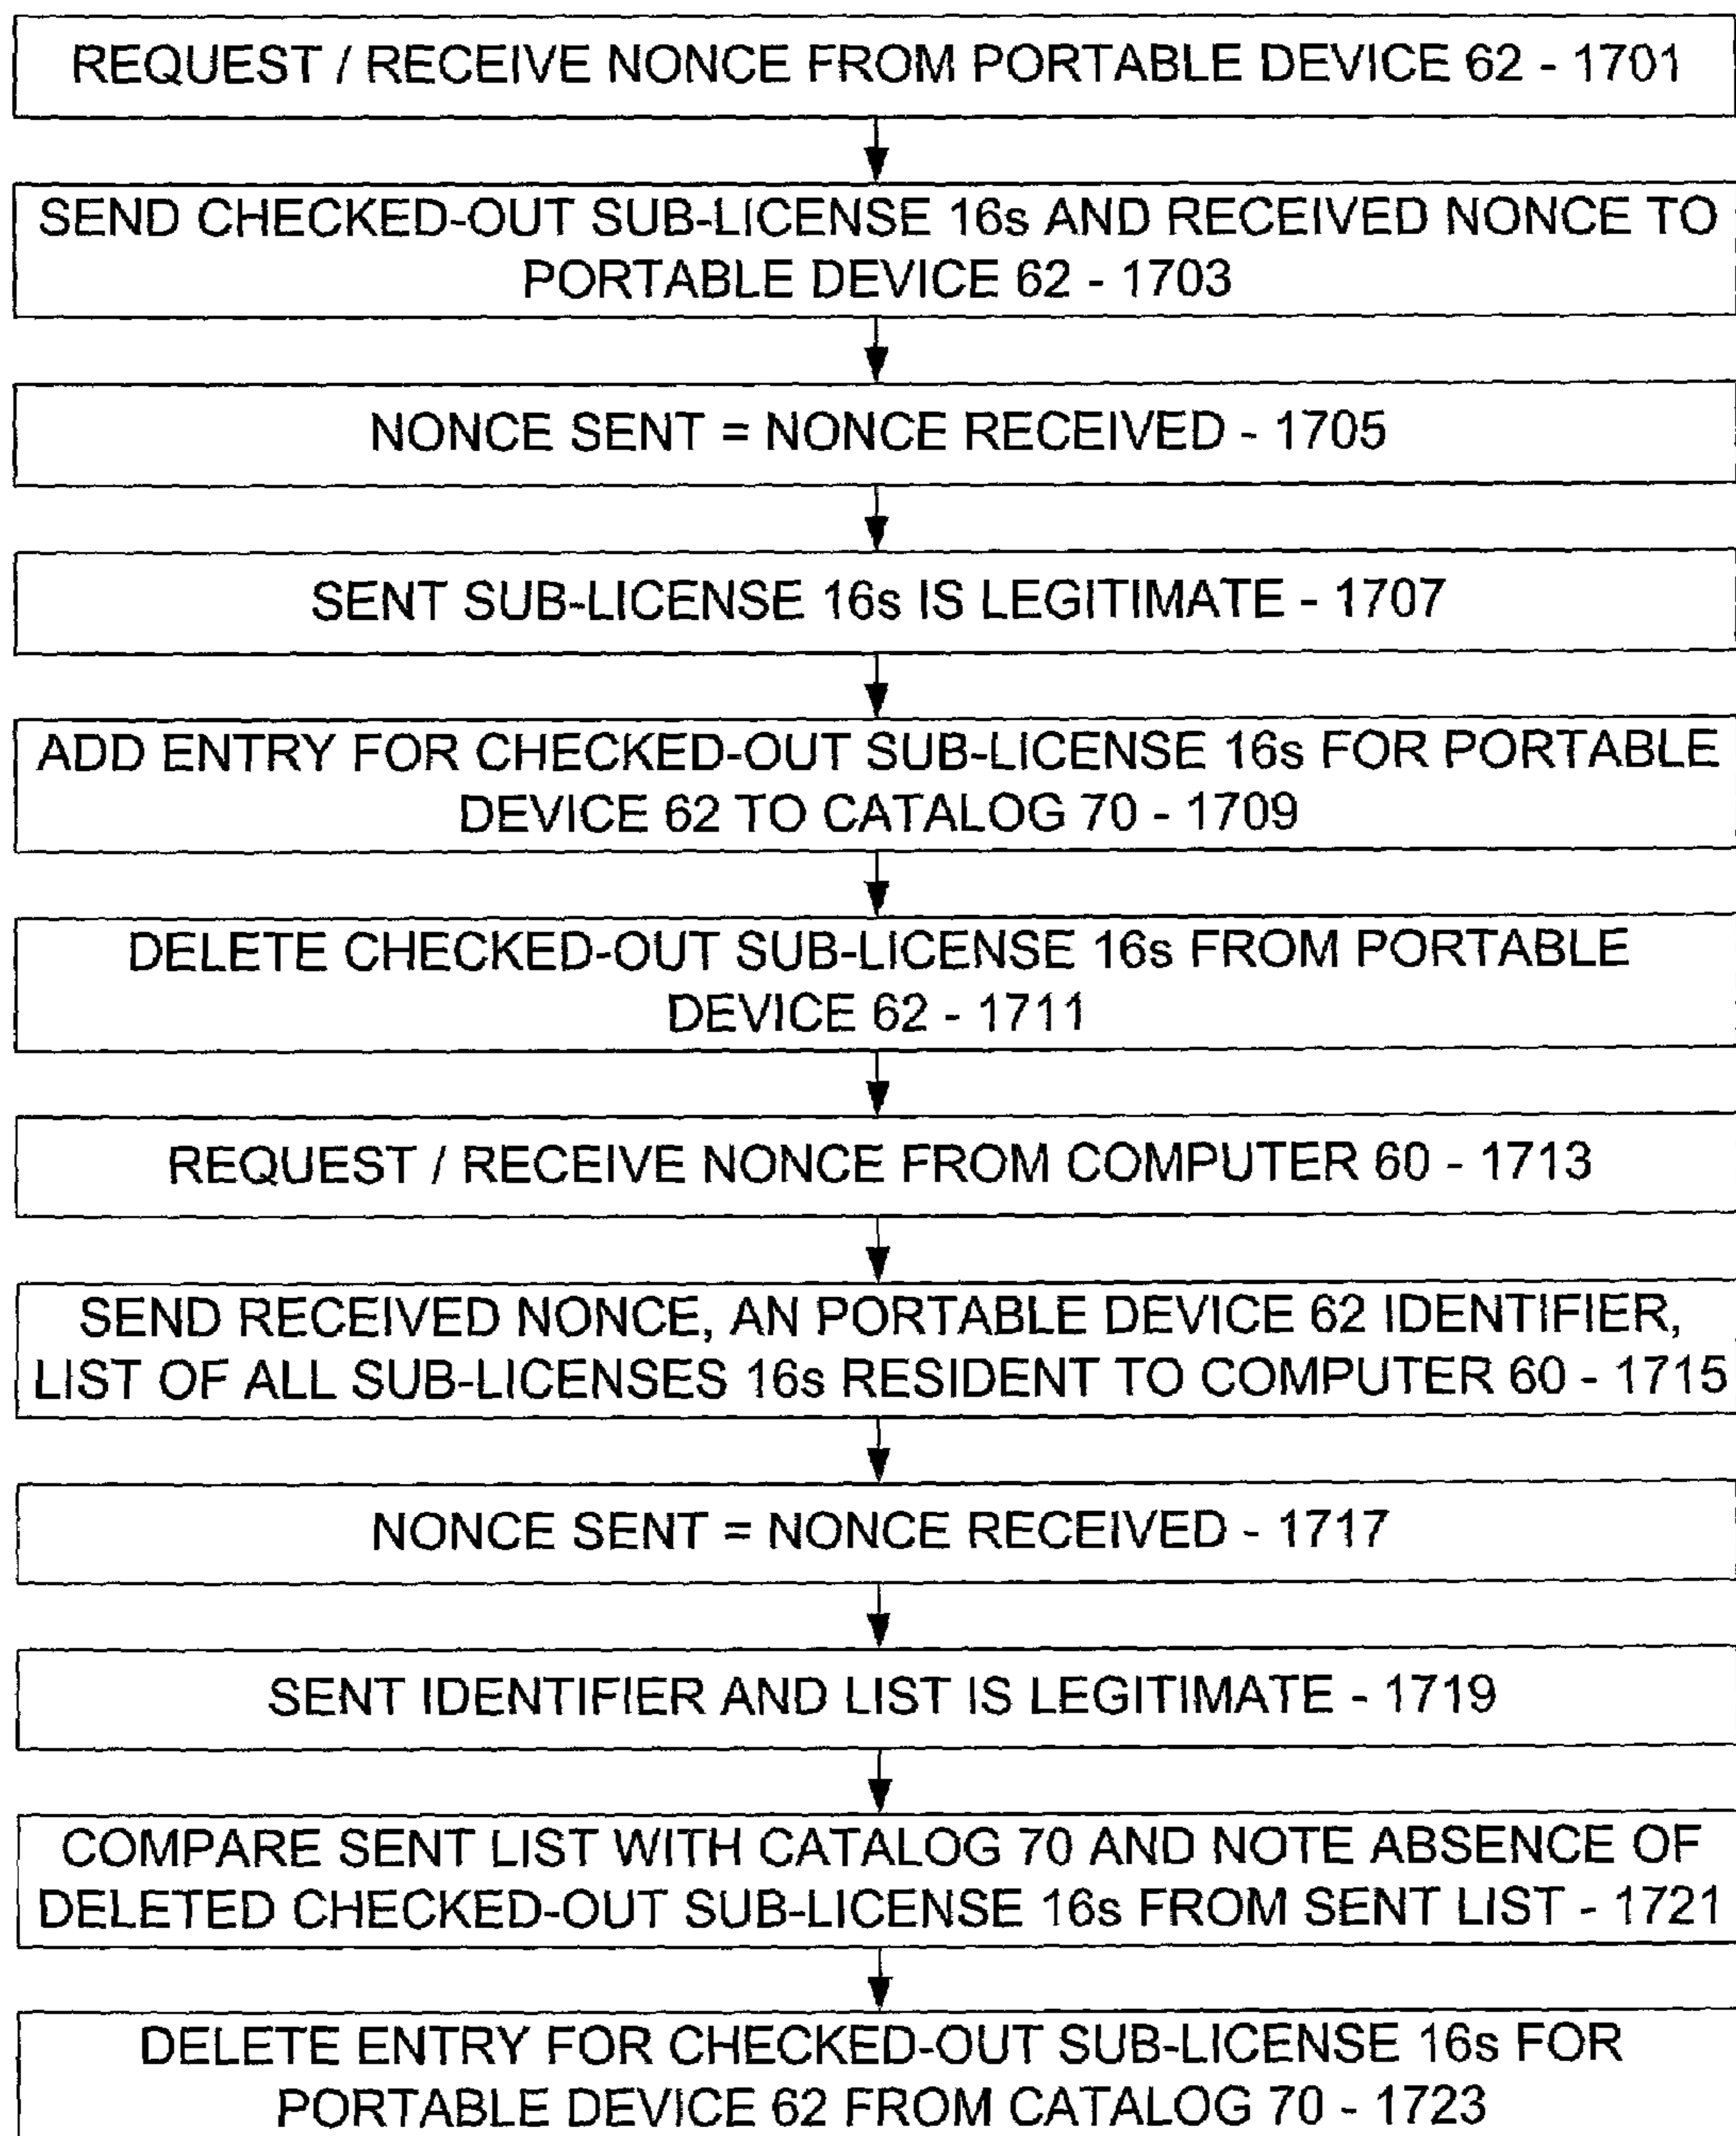 REQUEST / RECEIVE NONCE FROM PORTABLE DEVICE 62 - 1701
SEND CHECKED-OUT SUB-LICENSE 16s AND RECEIVED NONCE TO
PORTABLE DEVICE 62 - 1703
NONCE SENT = NONCE RECEIVED - 1705
SENT SUB-LICENSE 16s IS LEGITIMATE - 1707
ADD ENTRY FOR CHECKED-OUT SUB-LICENSE 16s FOR PORTABLE
DEVICE 62 TO CATALOG 70 - 1709
DELETE CHECKED-OUT SUB-LICENSE 16s FROM PORTABLE
DEVICE 62 - 1711
REQUEST / RECEIVE NONCE FROM COMPUTER 60 - 1713
SEND RECEIVED NONCE, AN PORTABLE DEVICE 62 IDENTIFIER,
LIST OF ALL SUB-LICENSES 16s RESIDENT TO COMPUTER 60 - 1715
NONCE SENT = NONCE RECEIVED - 1717
SENT IDENTIFIER AND LIST IS LEGITIMATE - 1719
COMPARE SENT LIST WITH CATALOG 70 AND NOTE ABSENCE OF
DELETED CHECKED-OUT SUB-LICENSE 16s FROM SENT LIST - 1721
DELETE ENTRY FOR CHECKED-OUT SUB-LICENSE 16s FOR
PORTABLE DEVICE 62 FROM CATALOG 70 - 1723